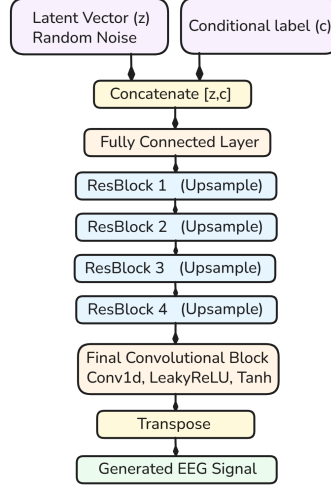 Latent Vector (z)
Random Noise
Conditional label (c)
Concatenate [z,c]
Fully Connected Layer
ResBlock 1 (Upsample)
ResBlock 2 (Upsample)
ResBlock 3 (Upsample)
ResBlock 4 (Upsample)
Final Convolutional Block
Conv1d, LeakyReLU, Tanh
Transpose
Generated EEG Signal